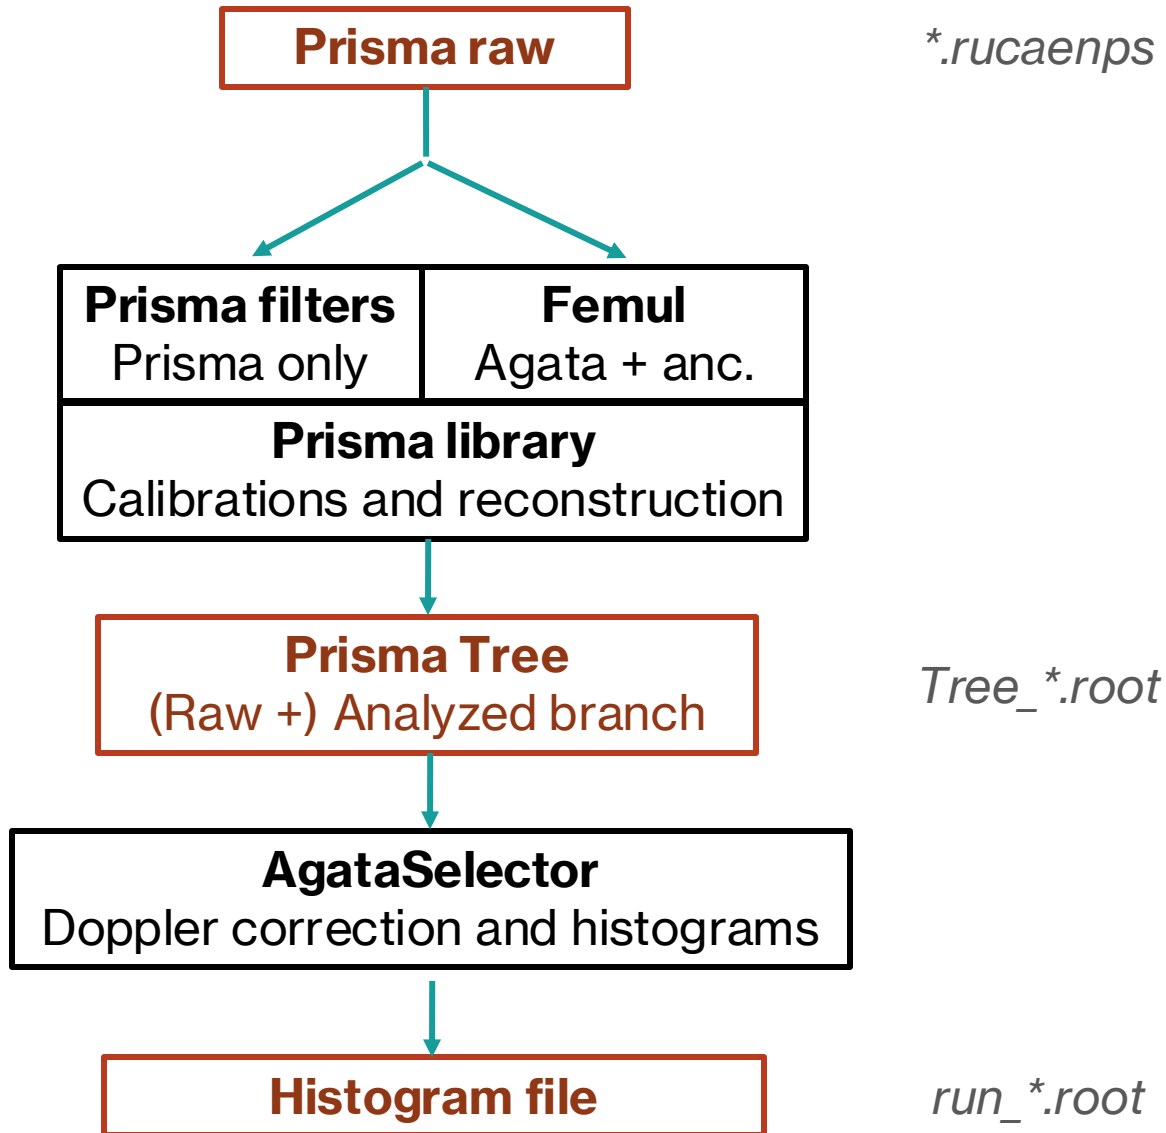 Prisma raw
*.rucaenps
Prisma filters
Prisma only
Femul
Agata + anc.
Prisma library
Calibrations and reconstruction
Prisma Tree
(Raw +) Analyzed branch
Tree_*.root
AgataSelector
Doppler correction and histograms
Histogram file
run_*.root